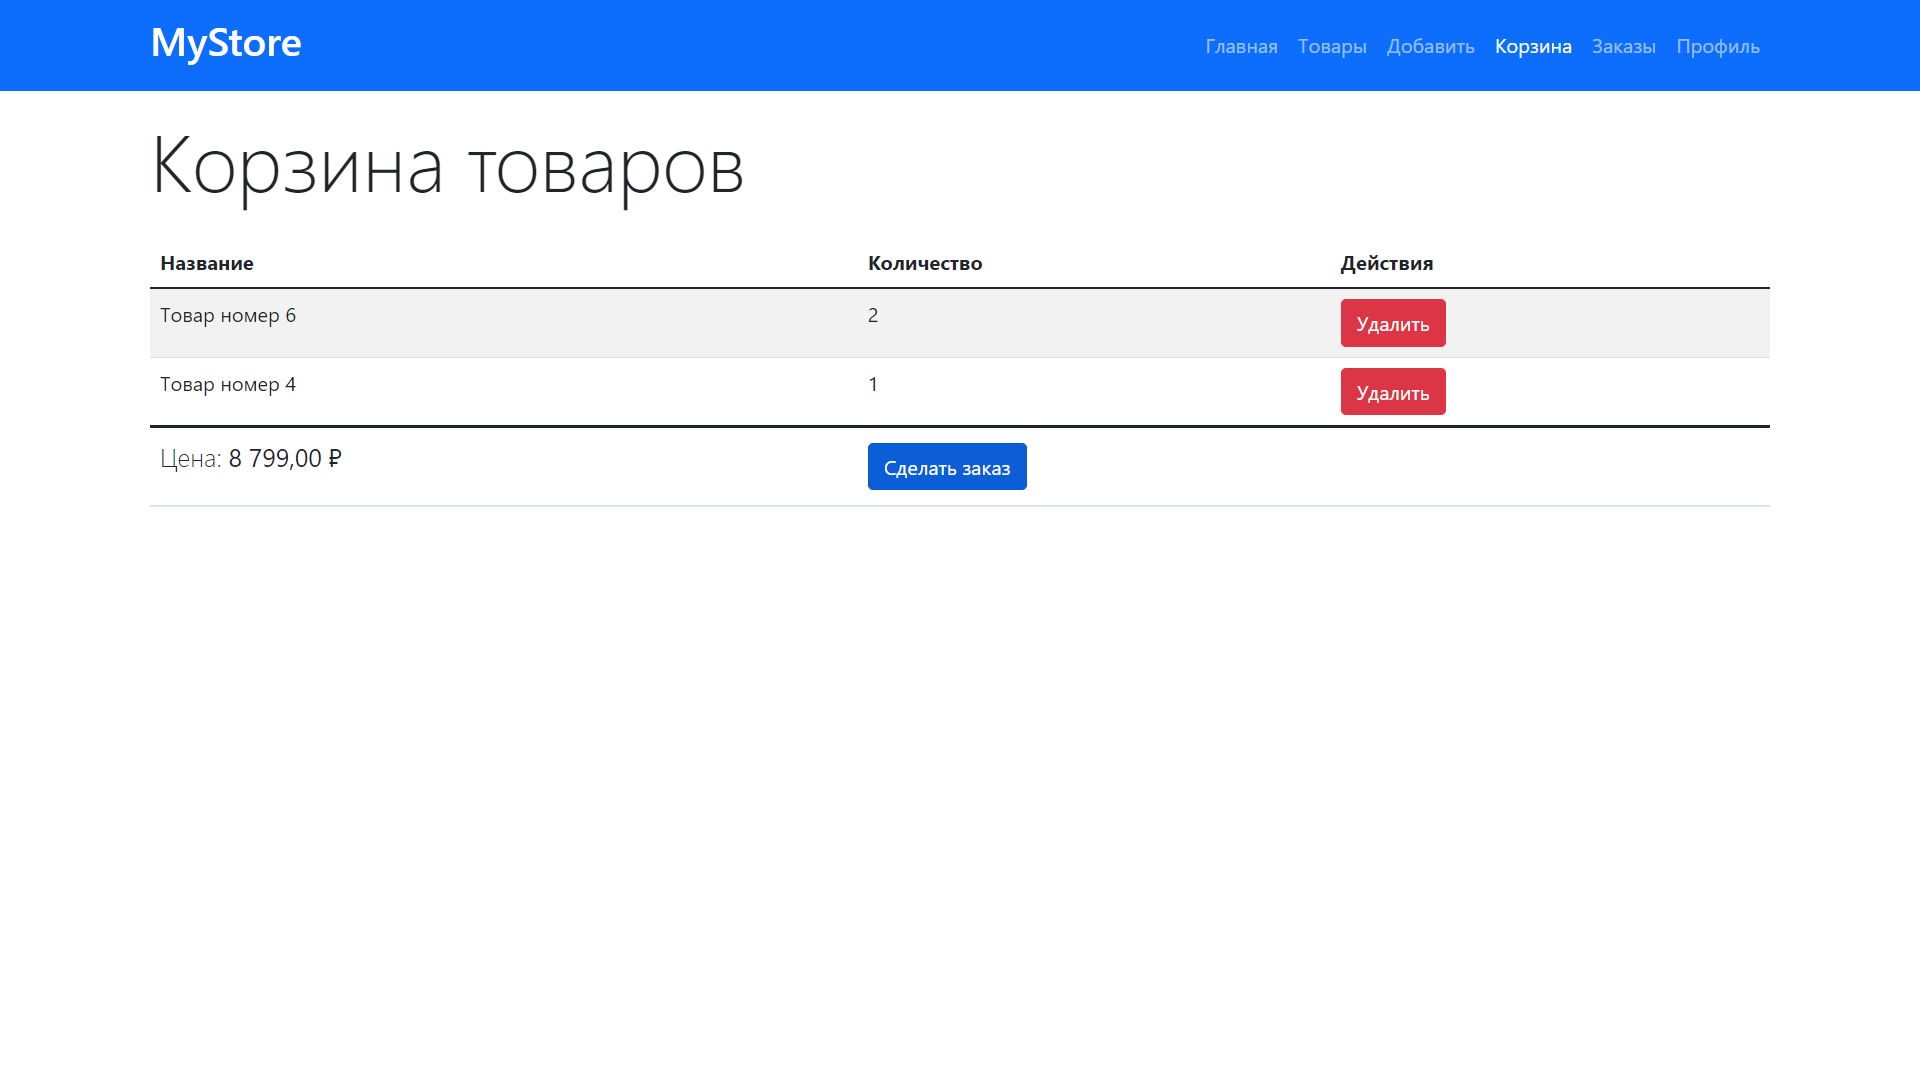 MyStore
Главная Товары Добавить Корзина Заказы Профиль
Корзина товаров
Название Количество Действия
Товар номер 6 2 Удалить
Товар номер 4 1 Удалить
Цена: 8 799,00 ₽ Сделать заказ